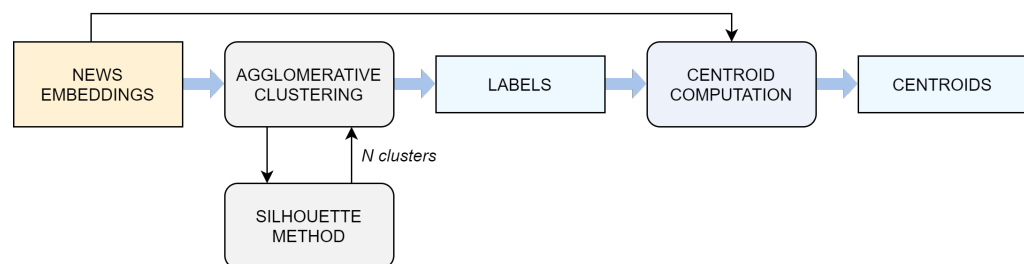 NEWS
EMBEDDINGS
AGGLOMERATIVE
CLUSTERING
LABELS
CENTROID
COMPUTATION
CENTROIDS
N clusters
SILHOUETTE
METHOD